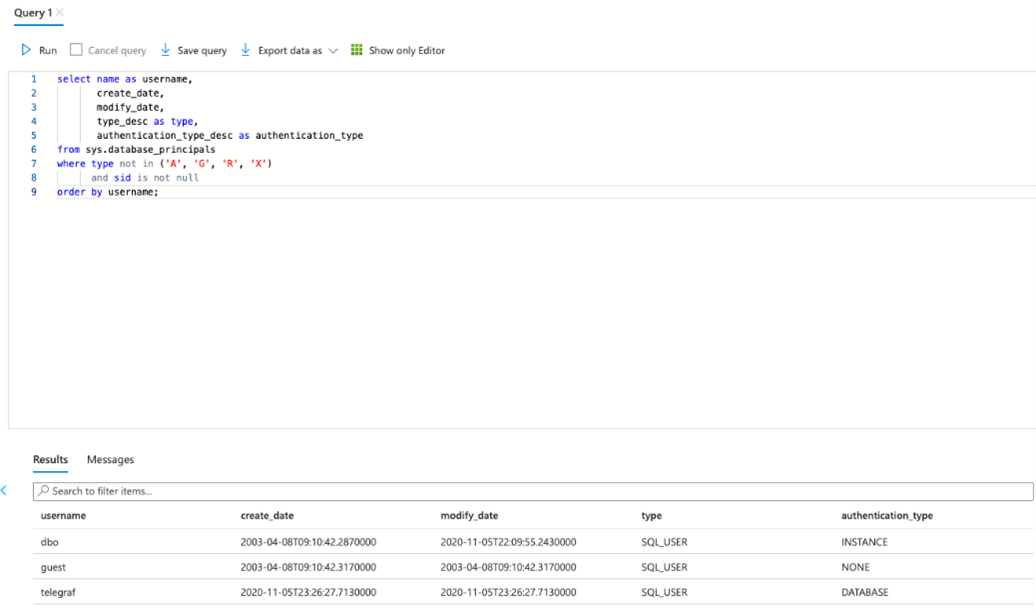 Query 1
Run Cancel query Save query Export data as Show only Editor
1 select name as username,
2 create_date,
3 modify_date,
4 type_desc as type,
5 authentication_type_desc as authentication_type
6 from sys.database_principals
7 where type not in ('A', 'G', 'R', 'X')
8 and sid is not null
9 order by username;
Results Messages
Search to filter items...
username create_date modify_date type authentication_type
dbo 2003-04-08T09:10:42.2870000 2020-11-05T22:09:55.2430000 SQL_USER INSTANCE
guest 2003-04-08T09:10:42.3170000 2003-04-08T09:10:42.3170000 SQL_USER NONE
telegraf 2020-11-05T23:26:27.7130000 2020-11-05T23:26:27.7130000 SQL_USER DATABASE